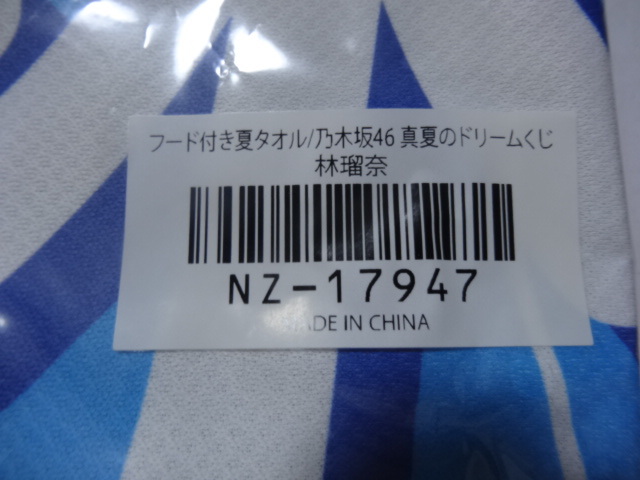 フード付き夏タオル/乃木坂46 真夏のドリームくじ
林瑠奈
NZ-17947
MADE IN CHINA